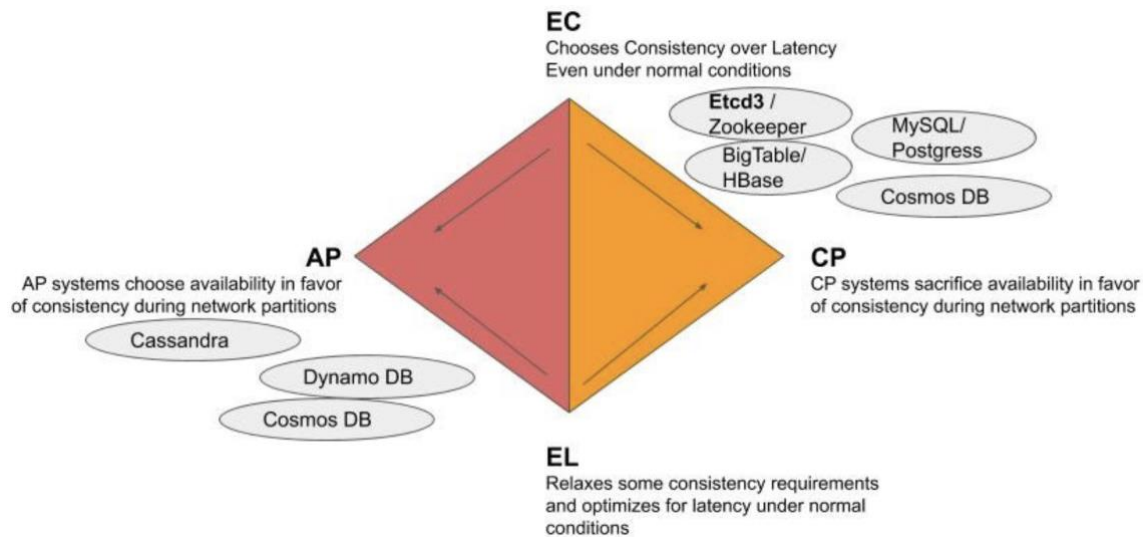 EC
Chooses Consistency over Latency
Even under normal conditions
Etcd3 /
Zookeeper
MySQL/
Postgress
BigTable/
HBase
Cosmos DB
AP
AP systems choose availability in favor
of consistency during network partitions
CP
CP systems sacrifice availability in favor
of consistency during network partitions
Cassandra
Dynamo DB
Cosmos DB
EL
Relaxes some consistency requirements
and optimizes for latency under normal
conditions